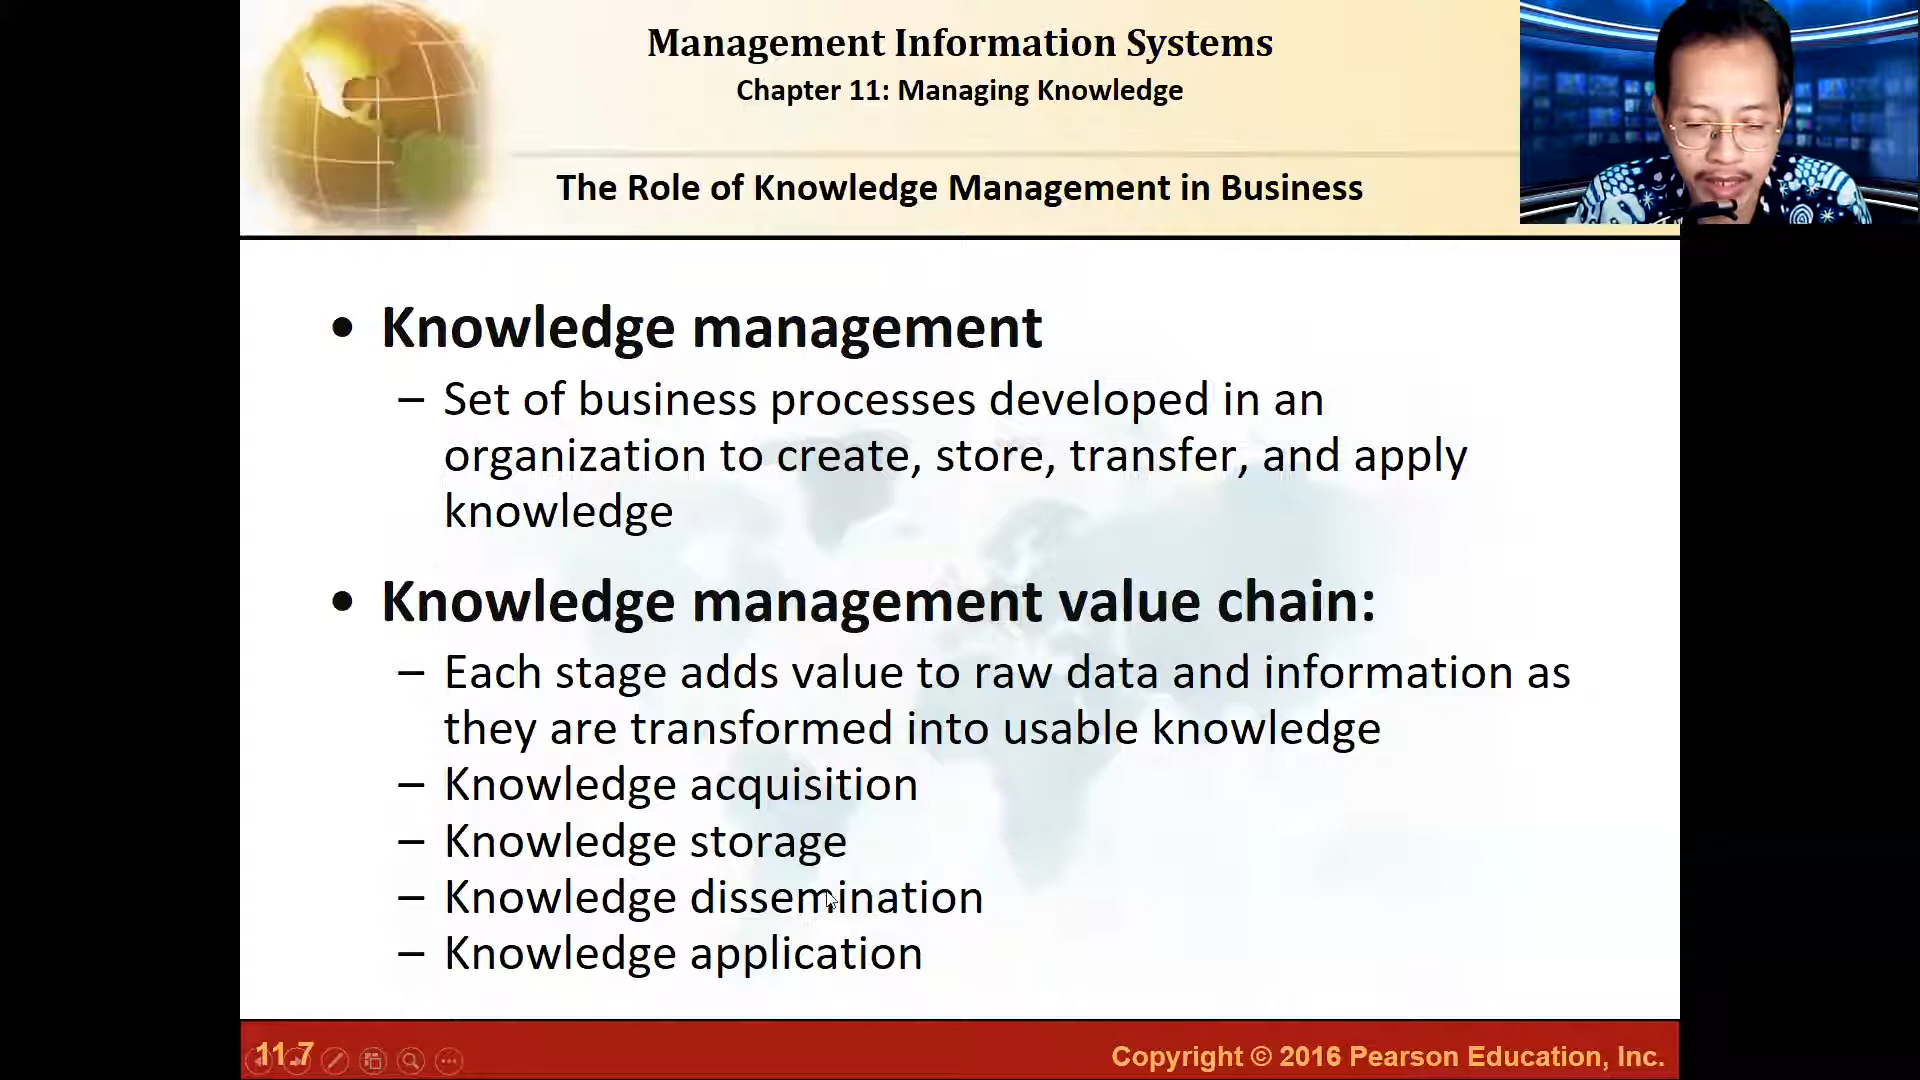 Management Information Systems
Chapter 11: Managing Knowledge
The Role of Knowledge Management in Business
• Knowledge management
– Set of business processes developed in an
organization to create, store, transfer, and apply
knowledge
• Knowledge management value chain:
– Each stage adds value to raw data and information as
they are transformed into usable knowledge
– Knowledge acquisition
– Knowledge storage
– Knowledge dissemination
– Knowledge application
11.7
Copyright © 2016 Pearson Education, Inc.